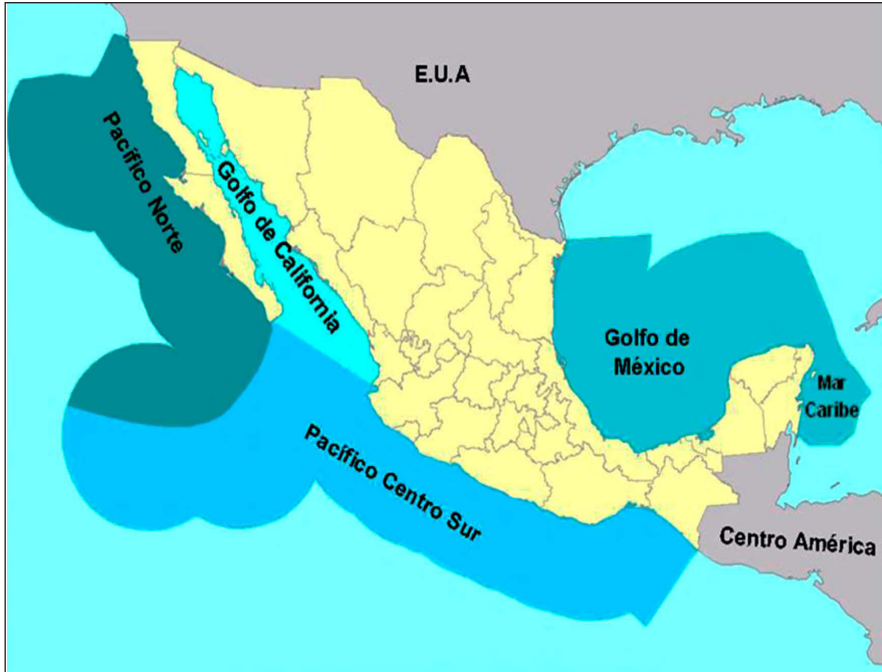 E.U.A
Pacífico Norte
Golfo de California
Golfo de
México
Mar
Caribe
Pacífico Centro Sur
Centro América